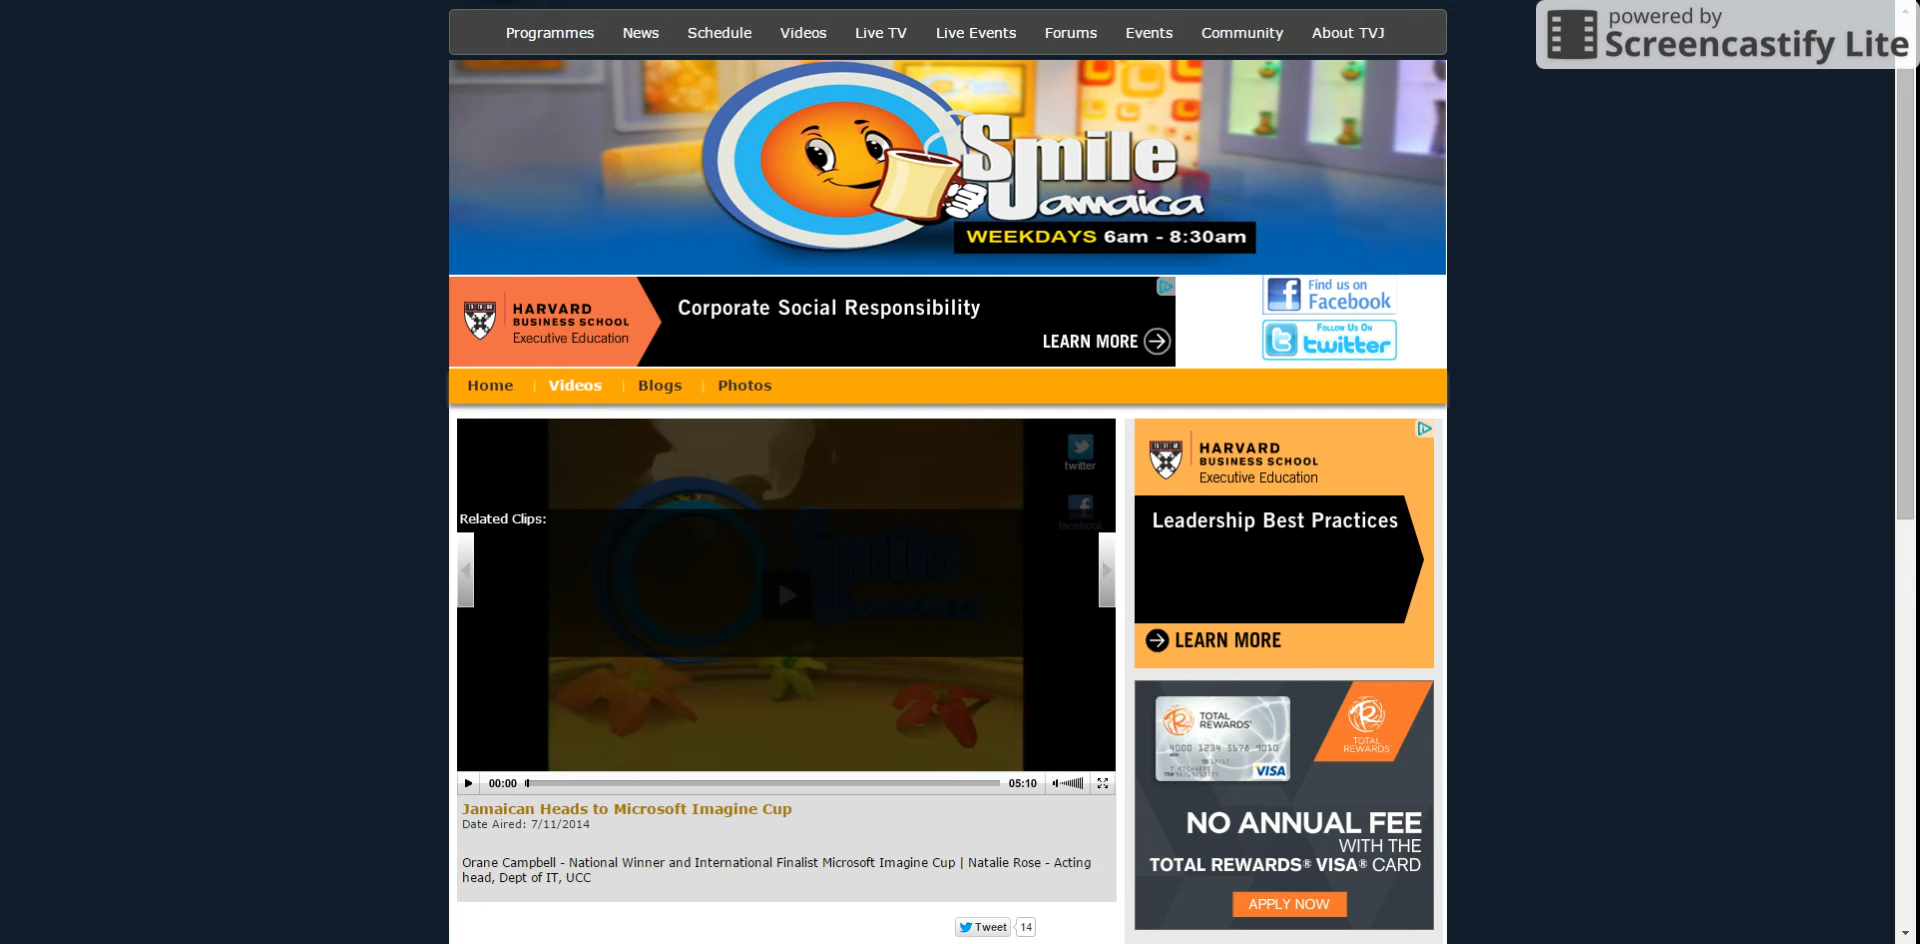 Programmes News Schedule Videos Live TV Live Events Forums Events Community About TVJ
powered by
Screencastify Lite
Smile
Jamaica
WEEKDAYS 6am - 8:30am
HARVARD
BUSINESS SCHOOL
Executive Education
Corporate Social Responsibility
LEARN MORE
Find us on
Facebook
FOLLOW US ON
twitter
Home | Videos | Blogs | Photos
twitter
facebook
Related Clips:
00:00 05:10
Jamaican Heads to Microsoft Imagine Cup
Date Aired: 7/11/2014
Orane Campbell - National Winner and International Finalist Microsoft Imagine Cup | Natalie Rose - Acting
head, Dept of IT, UCC
Tweet 14
HARVARD
BUSINESS SCHOOL
Executive Education
Leadership Best Practices
LEARN MORE
TOTAL
REWARDS
4000 1234 5678 9010
VISA
TOTAL
REWARDS
NO ANNUAL FEE
WITH THE
TOTAL REWARDS® VISA® CARD
APPLY NOW